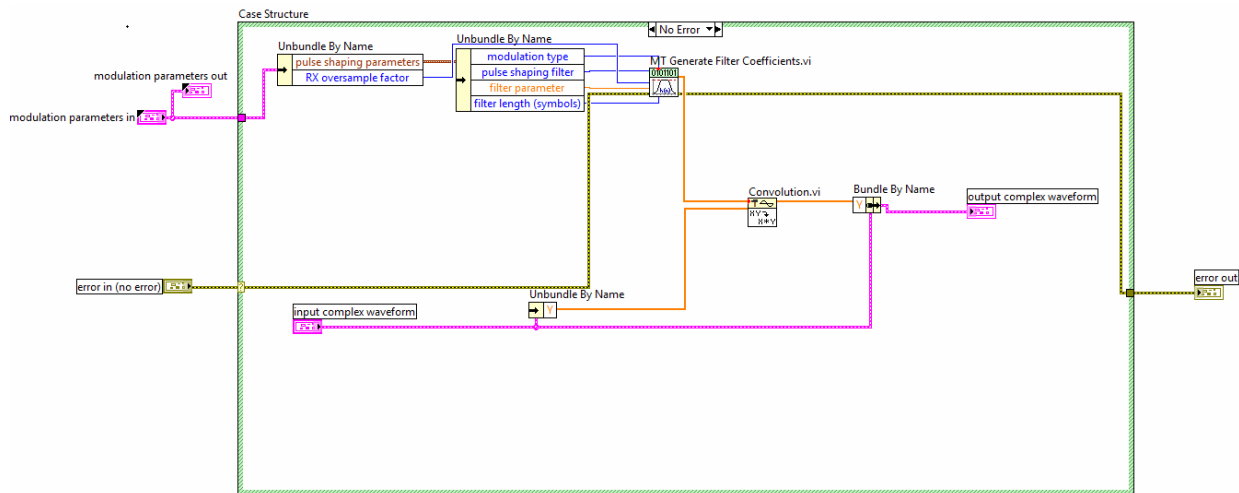 Case Structure
No Error
Unbundle By Name
pulse shaping parameters
RX oversample factor
Unbundle By Name
modulation type
pulse shaping filter
filter parameter
filter length (symbols)
MT Generate Filter Coefficients.vi
0101101
modulation parameters out
modulation parameters in
Convolution.vi
X Y
X*Y
Bundle By Name
Y
output complex waveform
error in (no error)
?
Unbundle By Name
Y
input complex waveform
error out